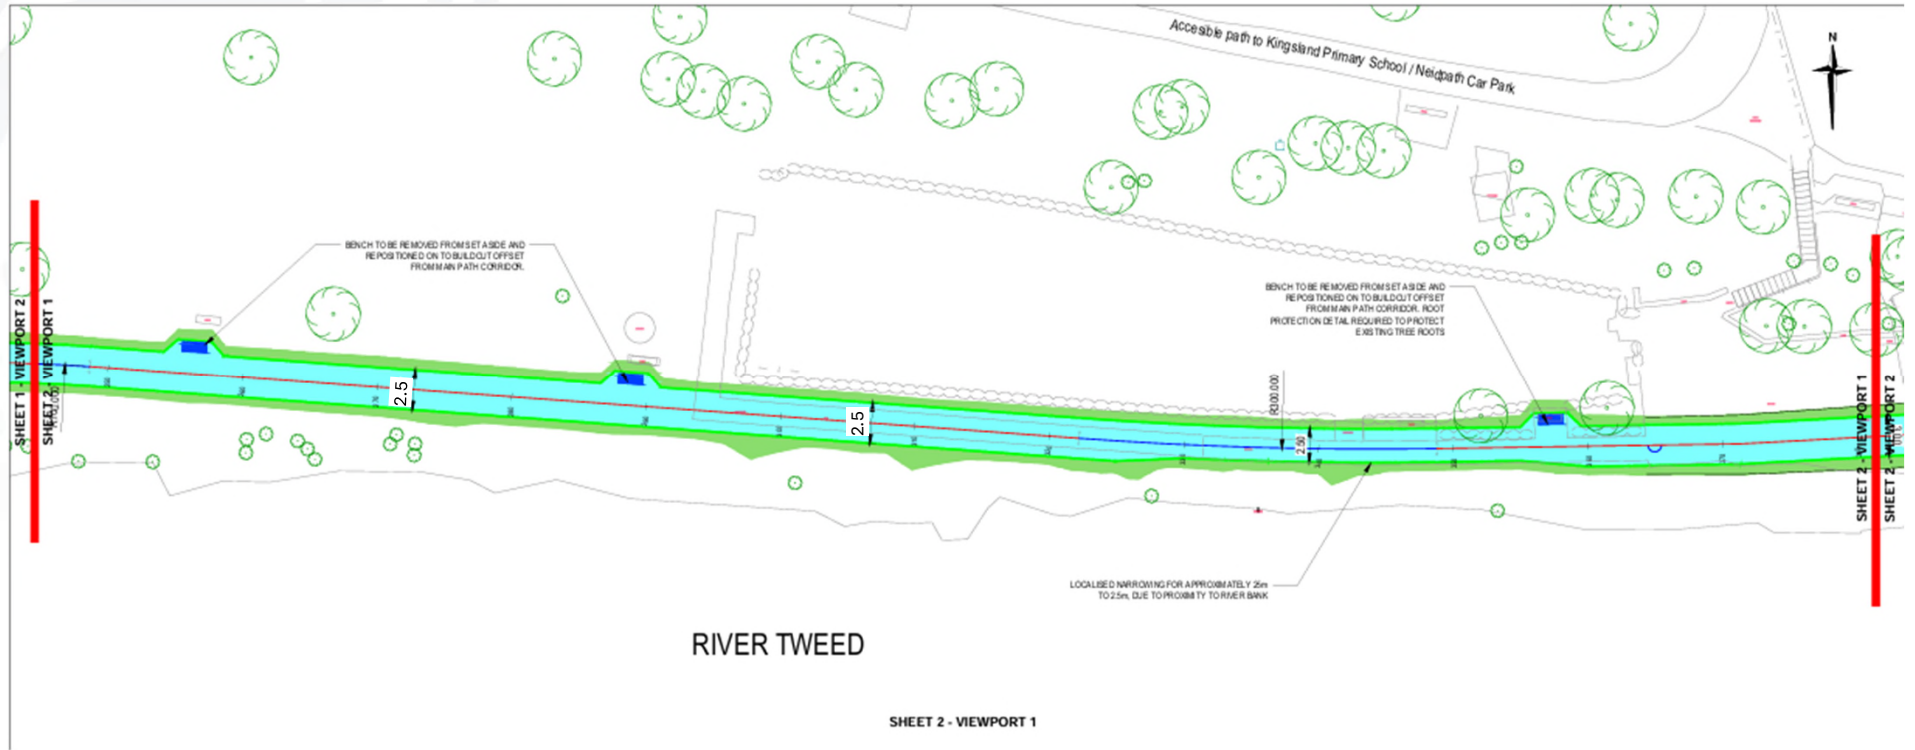 Accesible path to Kingsland Primary School / Neidpath Car Park
N
BENCH TO BE REMOVED FROM SET ASIDE AND
REPOSITIONED ON TO BUILDOUT OFFSET
FROM MAIN PATH CORRIDOR.
BENCH TO BE REMOVED FROM SET ASIDE AND
REPOSITIONED ON TO BUILDOUT OFFSET
FROM MAIN PATH CORRIDOR. ROOT
PROTECTION DETAIL REQUIRED TO PROTECT
EXISTING TREE ROOTS
SHEET 1 - VIEWPORT 2
SHEET 2 - VIEWPORT 1
2.5
2.5
R300.000
2.50
SHEET 2 - VIEWPORT 1
SHEET 2 - VIEWPORT 2
LOCALISED NARROWING FOR APPROXIMATELY 25m
TO 2.5m, DUE TO PROXIMITY TO RIVER BANK
RIVER TWEED
SHEET 2 - VIEWPORT 1